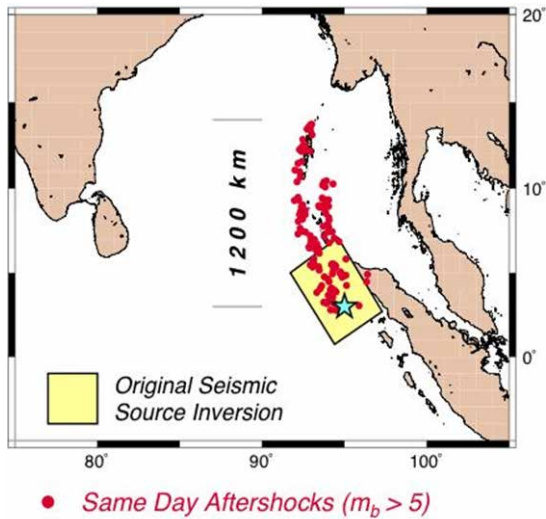 20°
10°
0°
1200 km
Original Seismic
Source Inversion
80°
90°
100°
Same Day Aftershocks (mb > 5)